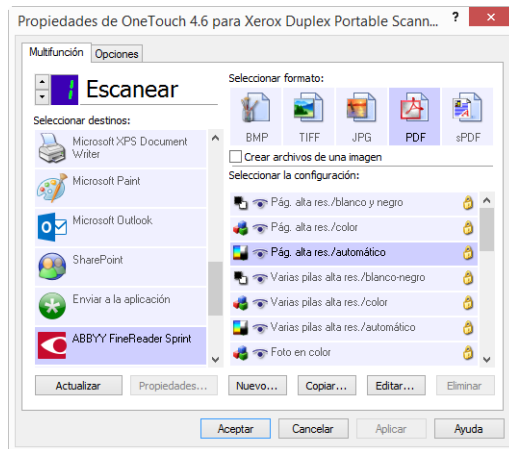 Propiedades de OneTouch 4.6 para Xerox Duplex Portable Scann... ? ×
Multifunción Opciones
1 Escanear
Seleccionar destinos:
Microsoft XPS Document
Writer
Microsoft Paint
Microsoft Outlook
SharePoint
Enviar a la aplicación
ABBYY FineReader Sprint
Actualizar Propiedades...
Seleccionar formato:
BMP TIFF JPG PDF sPDF
Crear archivos de una imagen
Seleccionar la configuración:
Pág. alta res./blanco y negro
Pág. alta res./color
Pág. alta res./automático
Varias pilas alta res./blanco-negro
Varias pilas alta res./color
Varias pilas alta res./automático
Foto en color
Nuevo... Copiar... Editar... Eliminar
Aceptar Cancelar Aplicar Ayuda